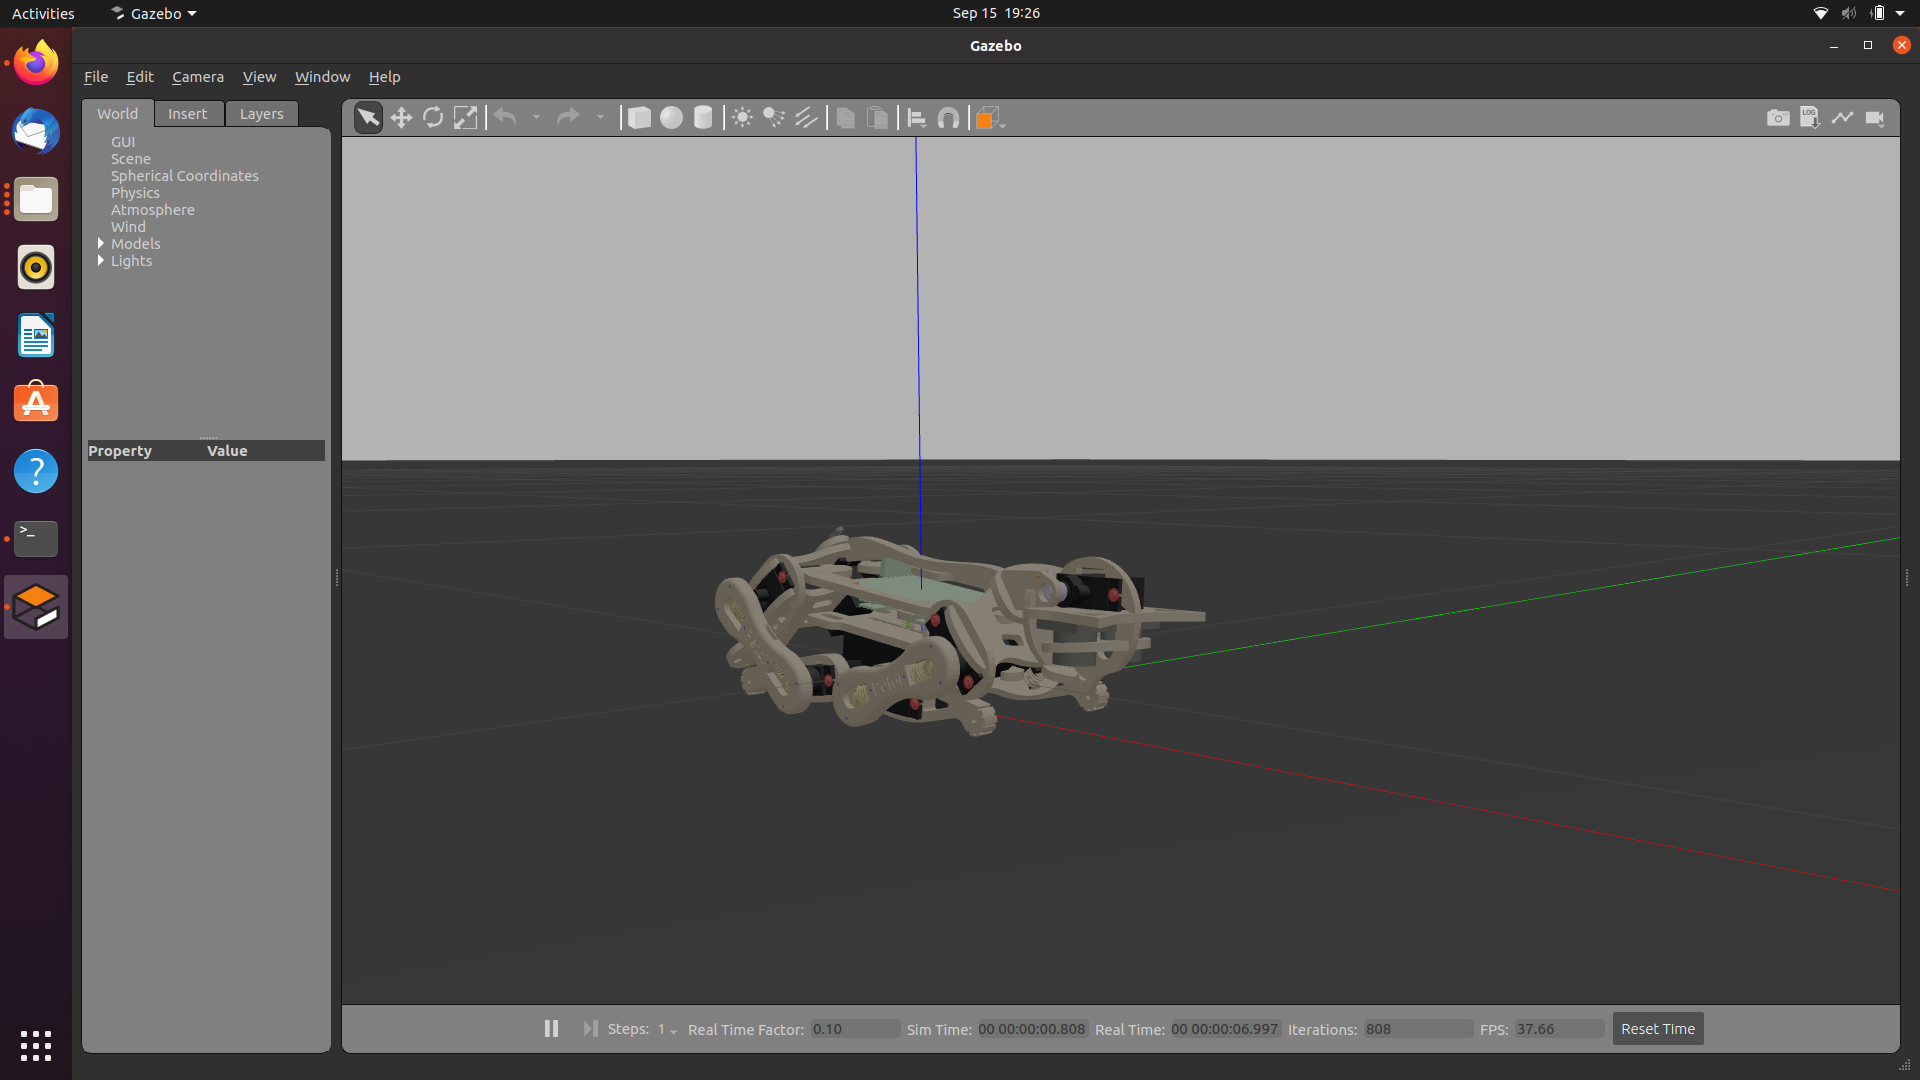 Activities
Gazebo
Sep 15 19:26
Gazebo
File Edit Camera View Window Help
World Insert Layers
GUI
Scene
Spherical Coordinates
Physics
Atmosphere
Wind
Models
Lights
Property Value
LOG
Steps: 1 Real Time Factor: 0.10 Sim Time: 00 00:00:00.808 Real Time: 00 00:00:06.997 Iterations: 808 FPS: 37.66 Reset Time